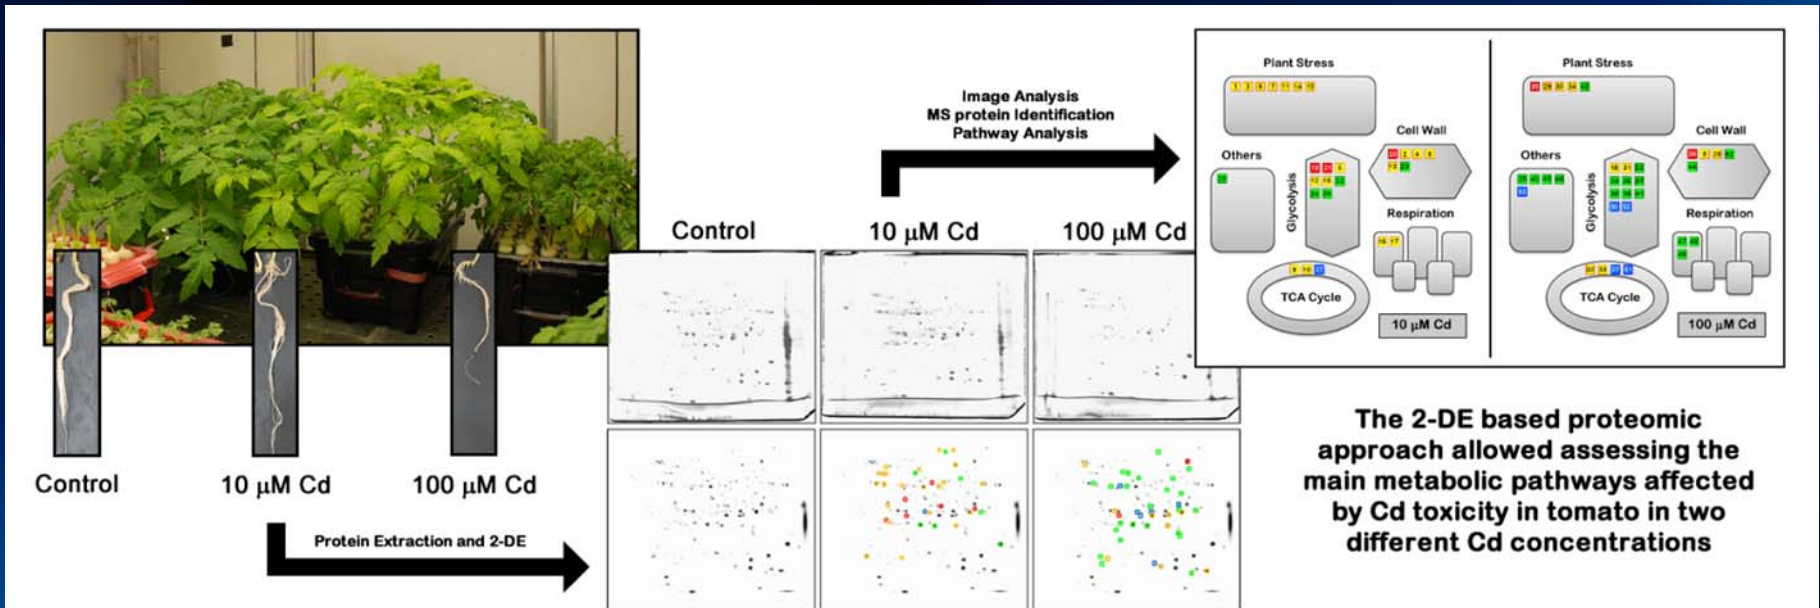 Control
10 µM Cd
100 µM Cd
Protein Extraction and 2-DE
Control
10 µM Cd
100 µM Cd
Image Analysis
MS protein Identification
Pathway Analysis
Plant Stress
Cell Wall
Others
Glycolysis
Respiration
TCA Cycle
10 µM Cd
Plant Stress
Cell Wall
Others
Glycolysis
Respiration
TCA Cycle
100 µM Cd
The 2-DE based proteomic
approach allowed assessing the
main metabolic pathways affected
by Cd toxicity in tomato in two
different Cd concentrations